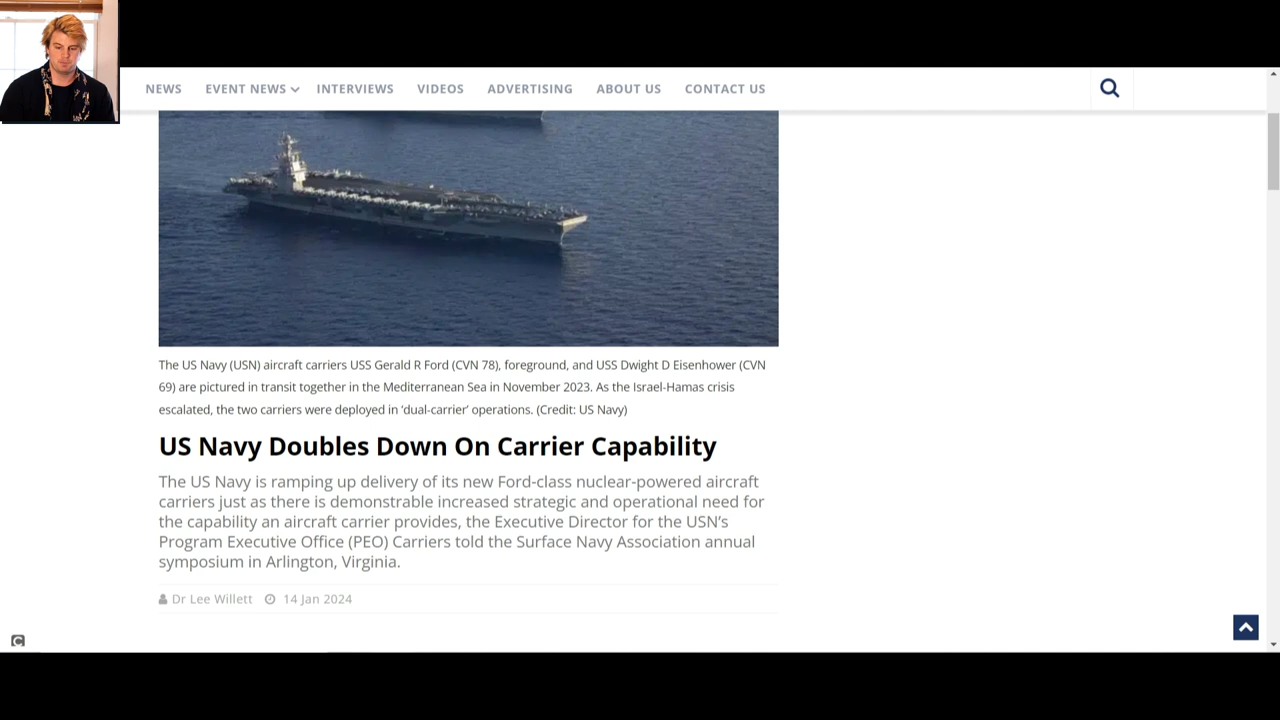 NEWS EVENT NEWS INTERVIEWS VIDEOS ADVERTISING ABOUT US CONTACT US
The US Navy (USN) aircraft carriers USS Gerald R Ford (CVN 78), foreground, and USS Dwight D Eisenhower (CVN
69) are pictured in transit together in the Mediterranean Sea in November 2023. As the Israel-Hamas crisis
escalated, the two carriers were deployed in ‘dual-carrier’ operations. (Credit: US Navy)
US Navy Doubles Down On Carrier Capability
The US Navy is ramping up delivery of its new Ford-class nuclear-powered aircraft
carriers just as there is demonstrable increased strategic and operational need for
the capability an aircraft carrier provides, the Executive Director for the USN’s
Program Executive Office (PEO) Carriers told the Surface Navy Association annual
symposium in Arlington, Virginia.
Dr Lee Willett 14 Jan 2024